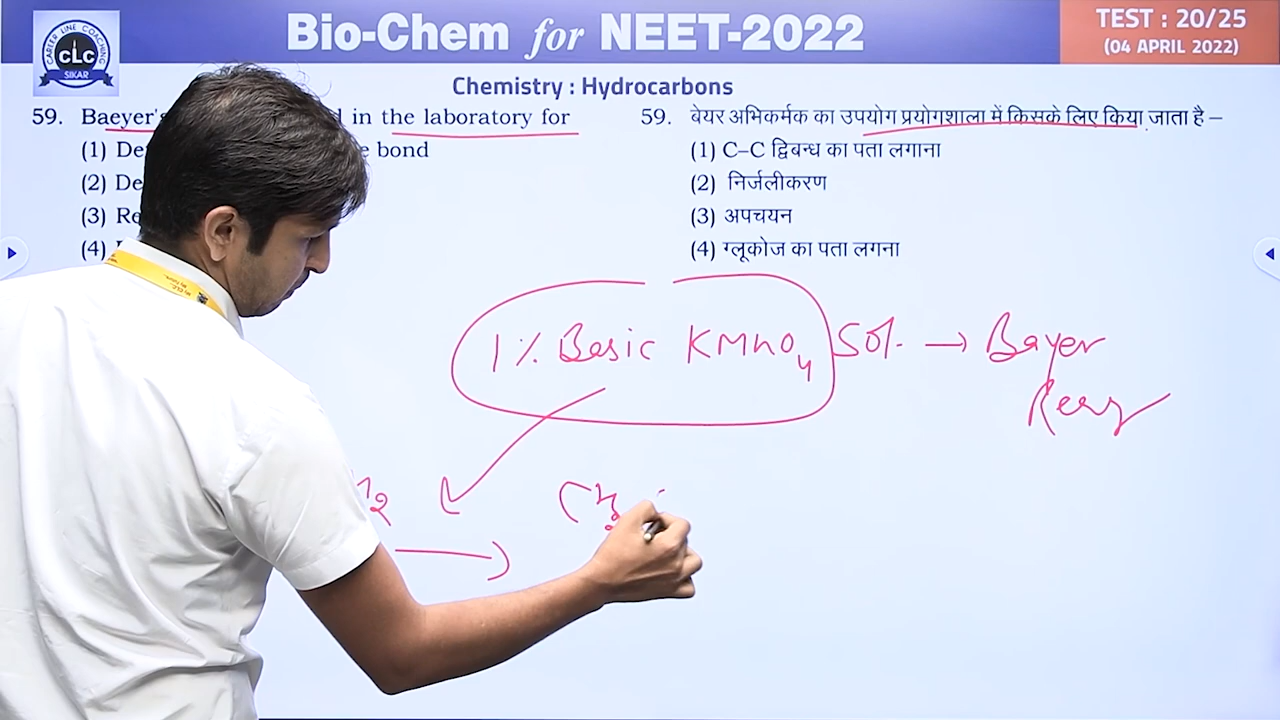 Bio-Chem for NEET-2022
TEST : 20/25
(04 APRIL 2022)
CAREER LINE COACHING
CLC
SIKAR
Chemistry : Hydrocarbons
59. Baeyer's in the laboratory for
(1) De bond
(2) De
(3) Re
(4)
59. बेयर अभिकर्मक का उपयोग प्रयोगशाला में किसके लिए किया जाता है –
(1) C–C द्विबन्ध का पता लगाना
(2) निर्जलीकरण
(3) अपचयन
(4) ग्लूकोज का पता लगना
1% Basic KMnO4 Sol. → Bayer
Reag
CH2